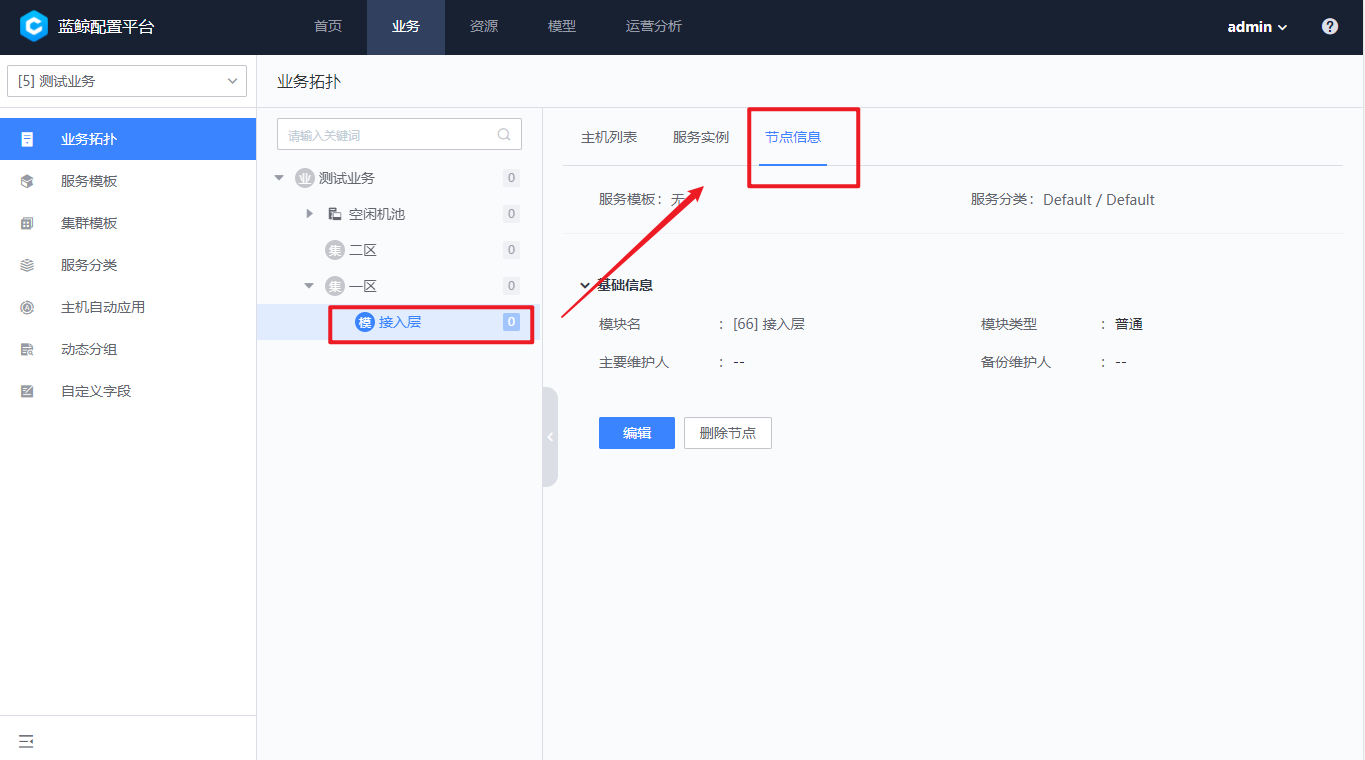 蓝鲸配置平台 首页 业务 资源 模型 运营分析 admin
[5] 测试业务
业务拓扑
业务拓扑
服务模板
集群模板
服务分类
主机自动应用
动态分组
自定义字段
请输入关键词
业 测试业务 0
空闲机池 0
集 二区 0
集 一区 0
模 接入层 0
主机列表 服务实例 节点信息
服务模板： 无 服务分类： Default / Default
基础信息
模块名 : [66] 接入层 模块类型 : 普通
主要维护人 : -- 备份维护人 : --
编辑 删除节点